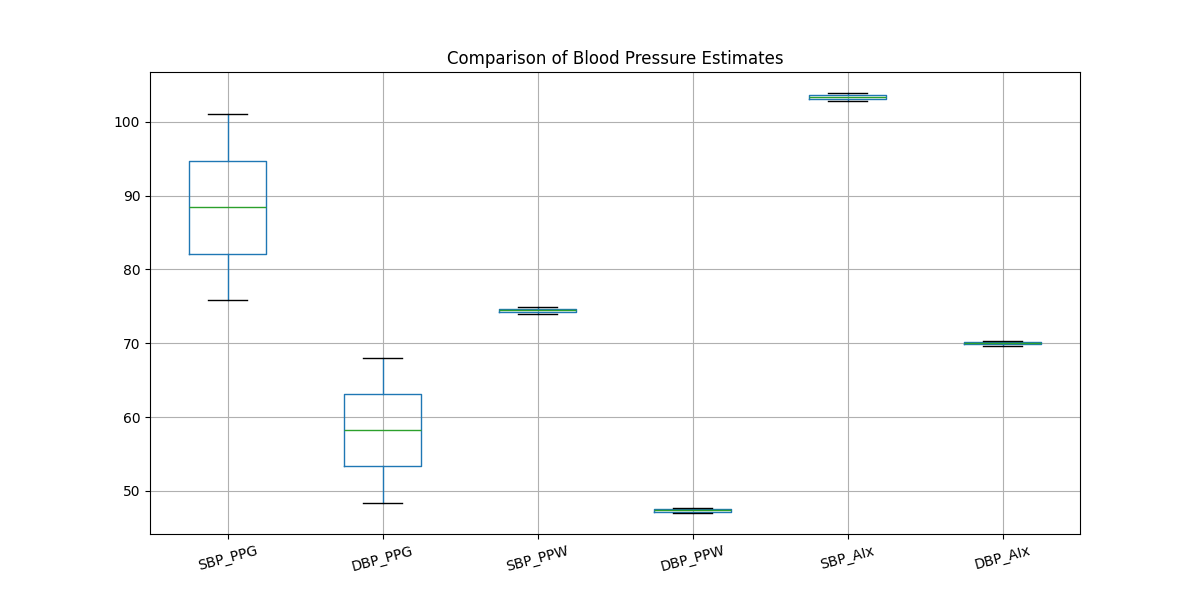 Comparison of Blood Pressure Estimates
100
90
80
70
60
50
SBP_PPG
DBP_PPG
SBP_PPW
DBP_PPW
SBP_AIx
DBP_AIx